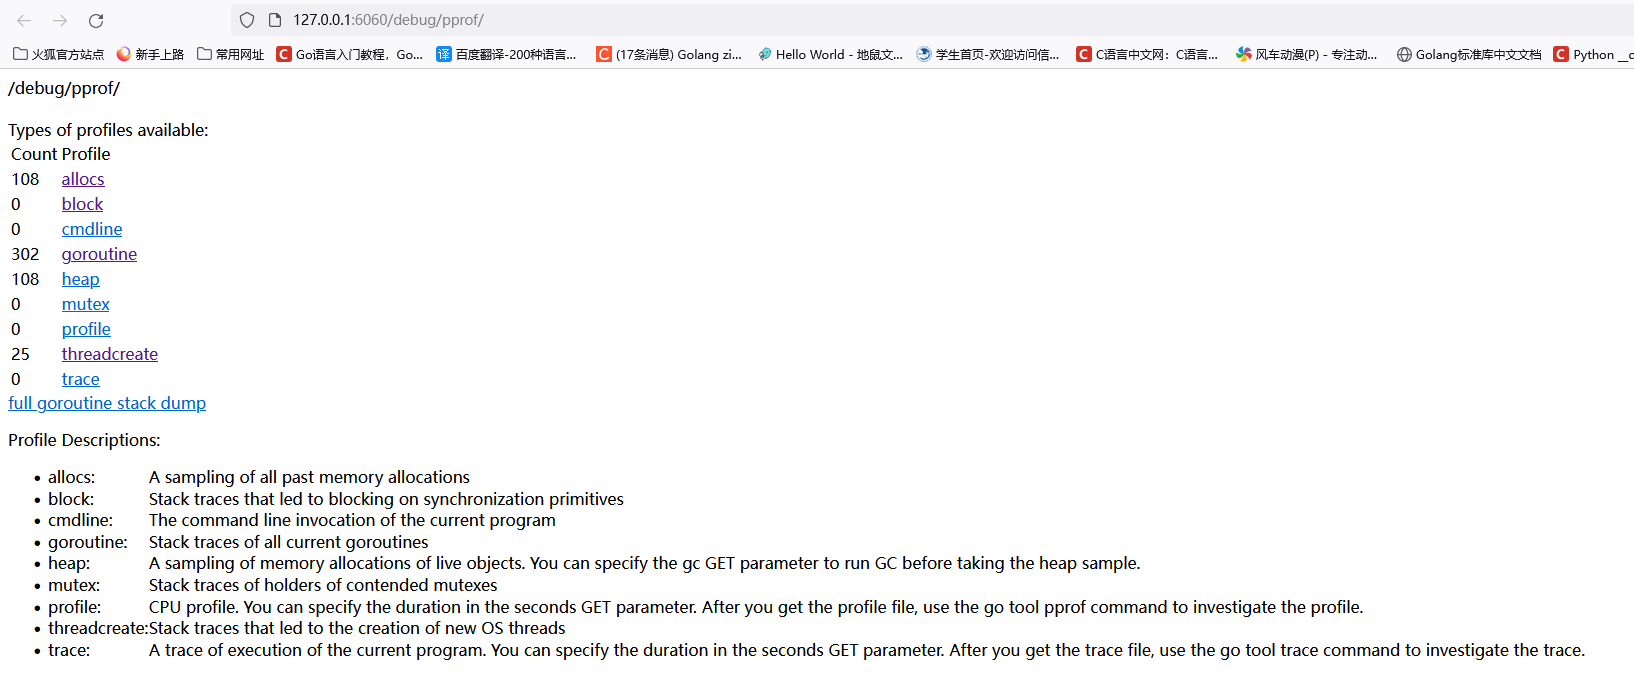 127.0.0.1:6060/debug/pprof/
火狐官方站点 新手上路 常用网址 Go语言入门教程，Go... 百度翻译-200种语言... (17条消息) Golang zi... Hello World - 地鼠文... 学生首页-欢迎访问信... C语言中文网：C语言... 风车动漫(P) - 专注动... Golang标准库中文文档 Python __c
/debug/pprof/
Types of profiles available:
Count Profile
108 allocs
0 block
0 cmdline
302 goroutine
108 heap
0 mutex
0 profile
25 threadcreate
0 trace
full goroutine stack dump
Profile Descriptions:
• allocs: A sampling of all past memory allocations
• block: Stack traces that led to blocking on synchronization primitives
• cmdline: The command line invocation of the current program
• goroutine: Stack traces of all current goroutines
• heap: A sampling of memory allocations of live objects. You can specify the gc GET parameter to run GC before taking the heap sample.
• mutex: Stack traces of holders of contended mutexes
• profile: CPU profile. You can specify the duration in the seconds GET parameter. After you get the profile file, use the go tool pprof command to investigate the profile.
• threadcreate: Stack traces that led to the creation of new OS threads
• trace: A trace of execution of the current program. You can specify the duration in the seconds GET parameter. After you get the trace file, use the go tool trace command to investigate the trace.